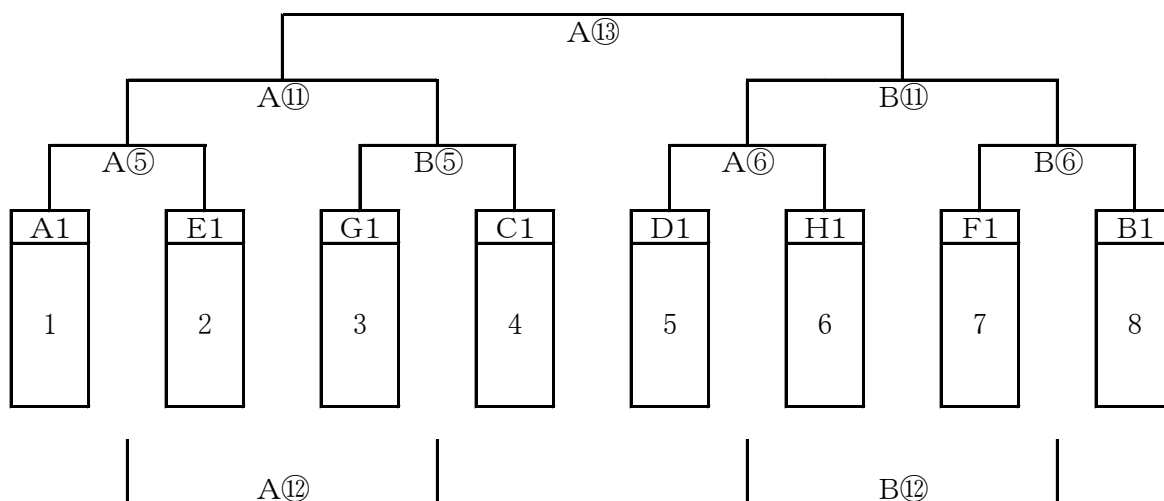 A⑬
A⑪ B⑪
A⑤ B⑤ A⑥ B⑥
A1 E1 G1 C1 D1 H1 F1 B1
1 2 3 4 5 6 7 8
A⑫ B⑫